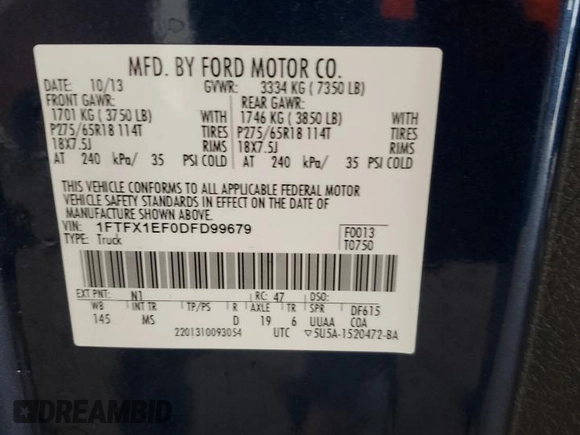 MFD. BY FORD MOTOR CO.
DATE: 10/13 GVWR: 3334 KG ( 7350 LB)
FRONT GAWR: REAR GAWR:
1701 KG ( 3750 LB) WITH 1746 KG ( 3850 LB) WITH
P275/65R18 114T TIRES P275/65R18 114T TIRES
18X7.5J RIMS 18X7.5J RIMS
AT 240 kPa/ 35 PSI COLD AT 240 kPa/ 35 PSI COLD
THIS VEHICLE CONFORMS TO ALL APPLICABLE FEDERAL MOTOR
VEHICLE SAFETY STANDARDS IN EFFECT ON THE DATE OF
MANUFACTURE SHOWN ABOVE.
VIN: 1FTFX1EF0DFD99679 F0013
TYPE: Truck T0750
EXT PNT: N1 RC: 47 DSO:
WB INT TR TP/PS R AXLE TR SPR DF615
145 MS D 19 6 UUAA COA
2201310093054 UTC 5U5A-1520472-BA
DREAMBID